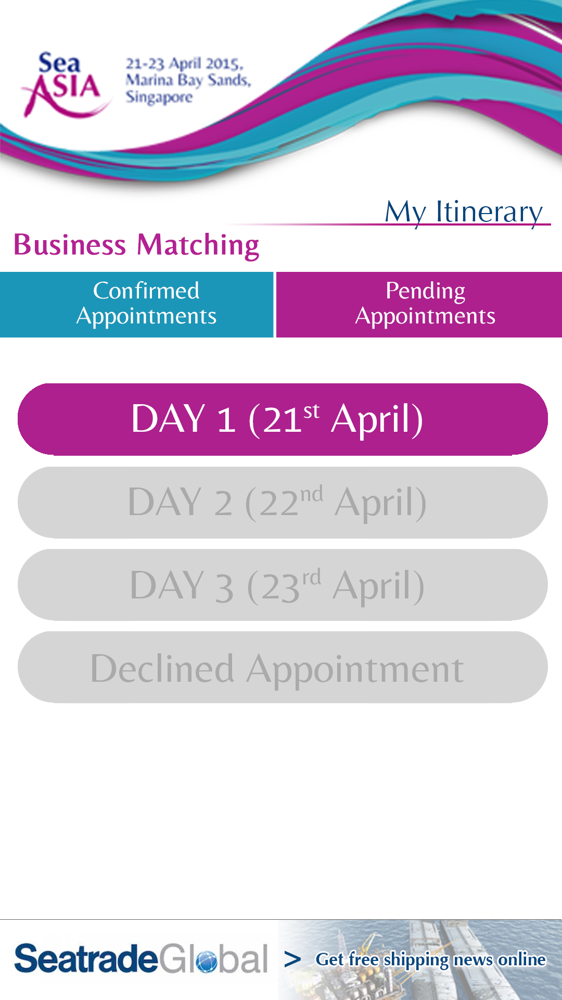 Sea
ASIA
21-23 April 2015,
Marina Bay Sands,
Singapore
My Itinerary
Business Matching
Confirmed
Appointments
Pending
Appointments
DAY 1 (21st April)
DAY 2 (22nd April)
DAY 3 (23rd April)
Declined Appointment
SeatradeGlobal > Get free shipping news online